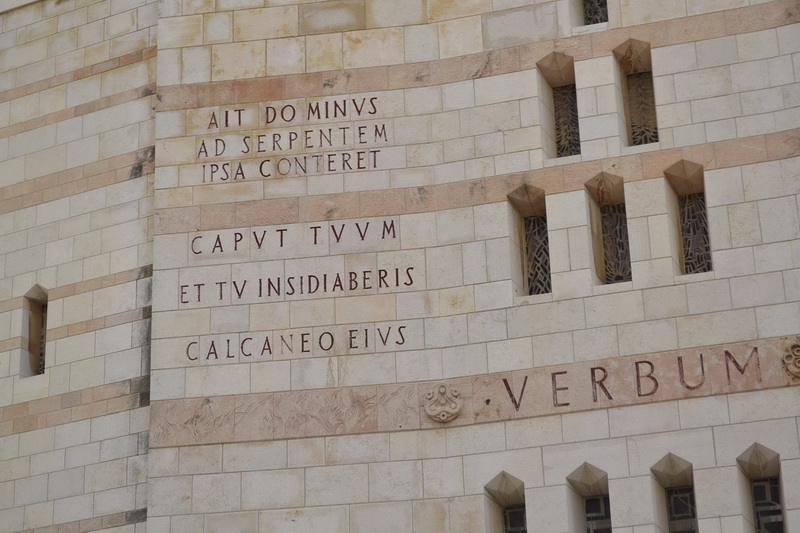 AIT DOMINVS
AD SERPENTEM
IPSA CONTERET
CAPVT TVVM
ET TV INSIDIABERIS
CALCANEO EIVS
VERBUM